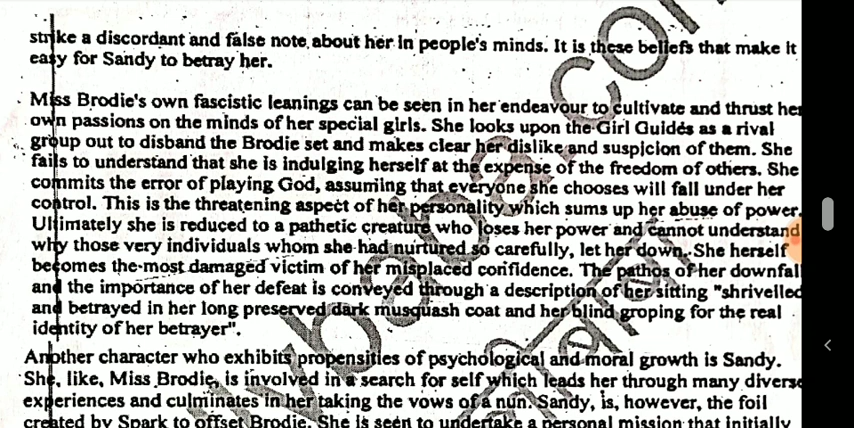 strike a discordant and false note about her in people's minds. It is these beliefs that make it
easy for Sandy to betray her.
Miss Brodie's own fascistic leanings can be seen in her endeavour to cultivate and thrust her
own passions on the minds of her special girls. She looks upon the Girl Guides as a rival
group out to disband the Brodie set and makes clear her dislike and suspicion of them. She
fails to understand that she is indulging herself at the expense of the freedom of others. She
commits the error of playing God, assuming that everyone she chooses will fall under her
control. This is the threatening aspect of her personality which sums up her abuse of power.
Ultimately she is reduced to a pathetic creature who loses her power and cannot understand
why those very individuals whom she had nurtured so carefully, let her down. She herself
becomes the most damaged victim of her misplaced confidence. The pathos of her downfall
and the importance of her defeat is conveyed through a description of her sitting "shrivelled
and betrayed in her long preserved dark musquash coat and her blind groping for the real
identity of her betrayer".
Another character who exhibits propensities of psychological and moral growth is Sandy.
She, like, Miss Brodie, is involved in a search for self which leads her through many diverse
experiences and culminates in her taking the vows of a nun. Sandy, is, however, the foil
created by Spark to offset Brodie. She is seen to undertake a personal mission that initially